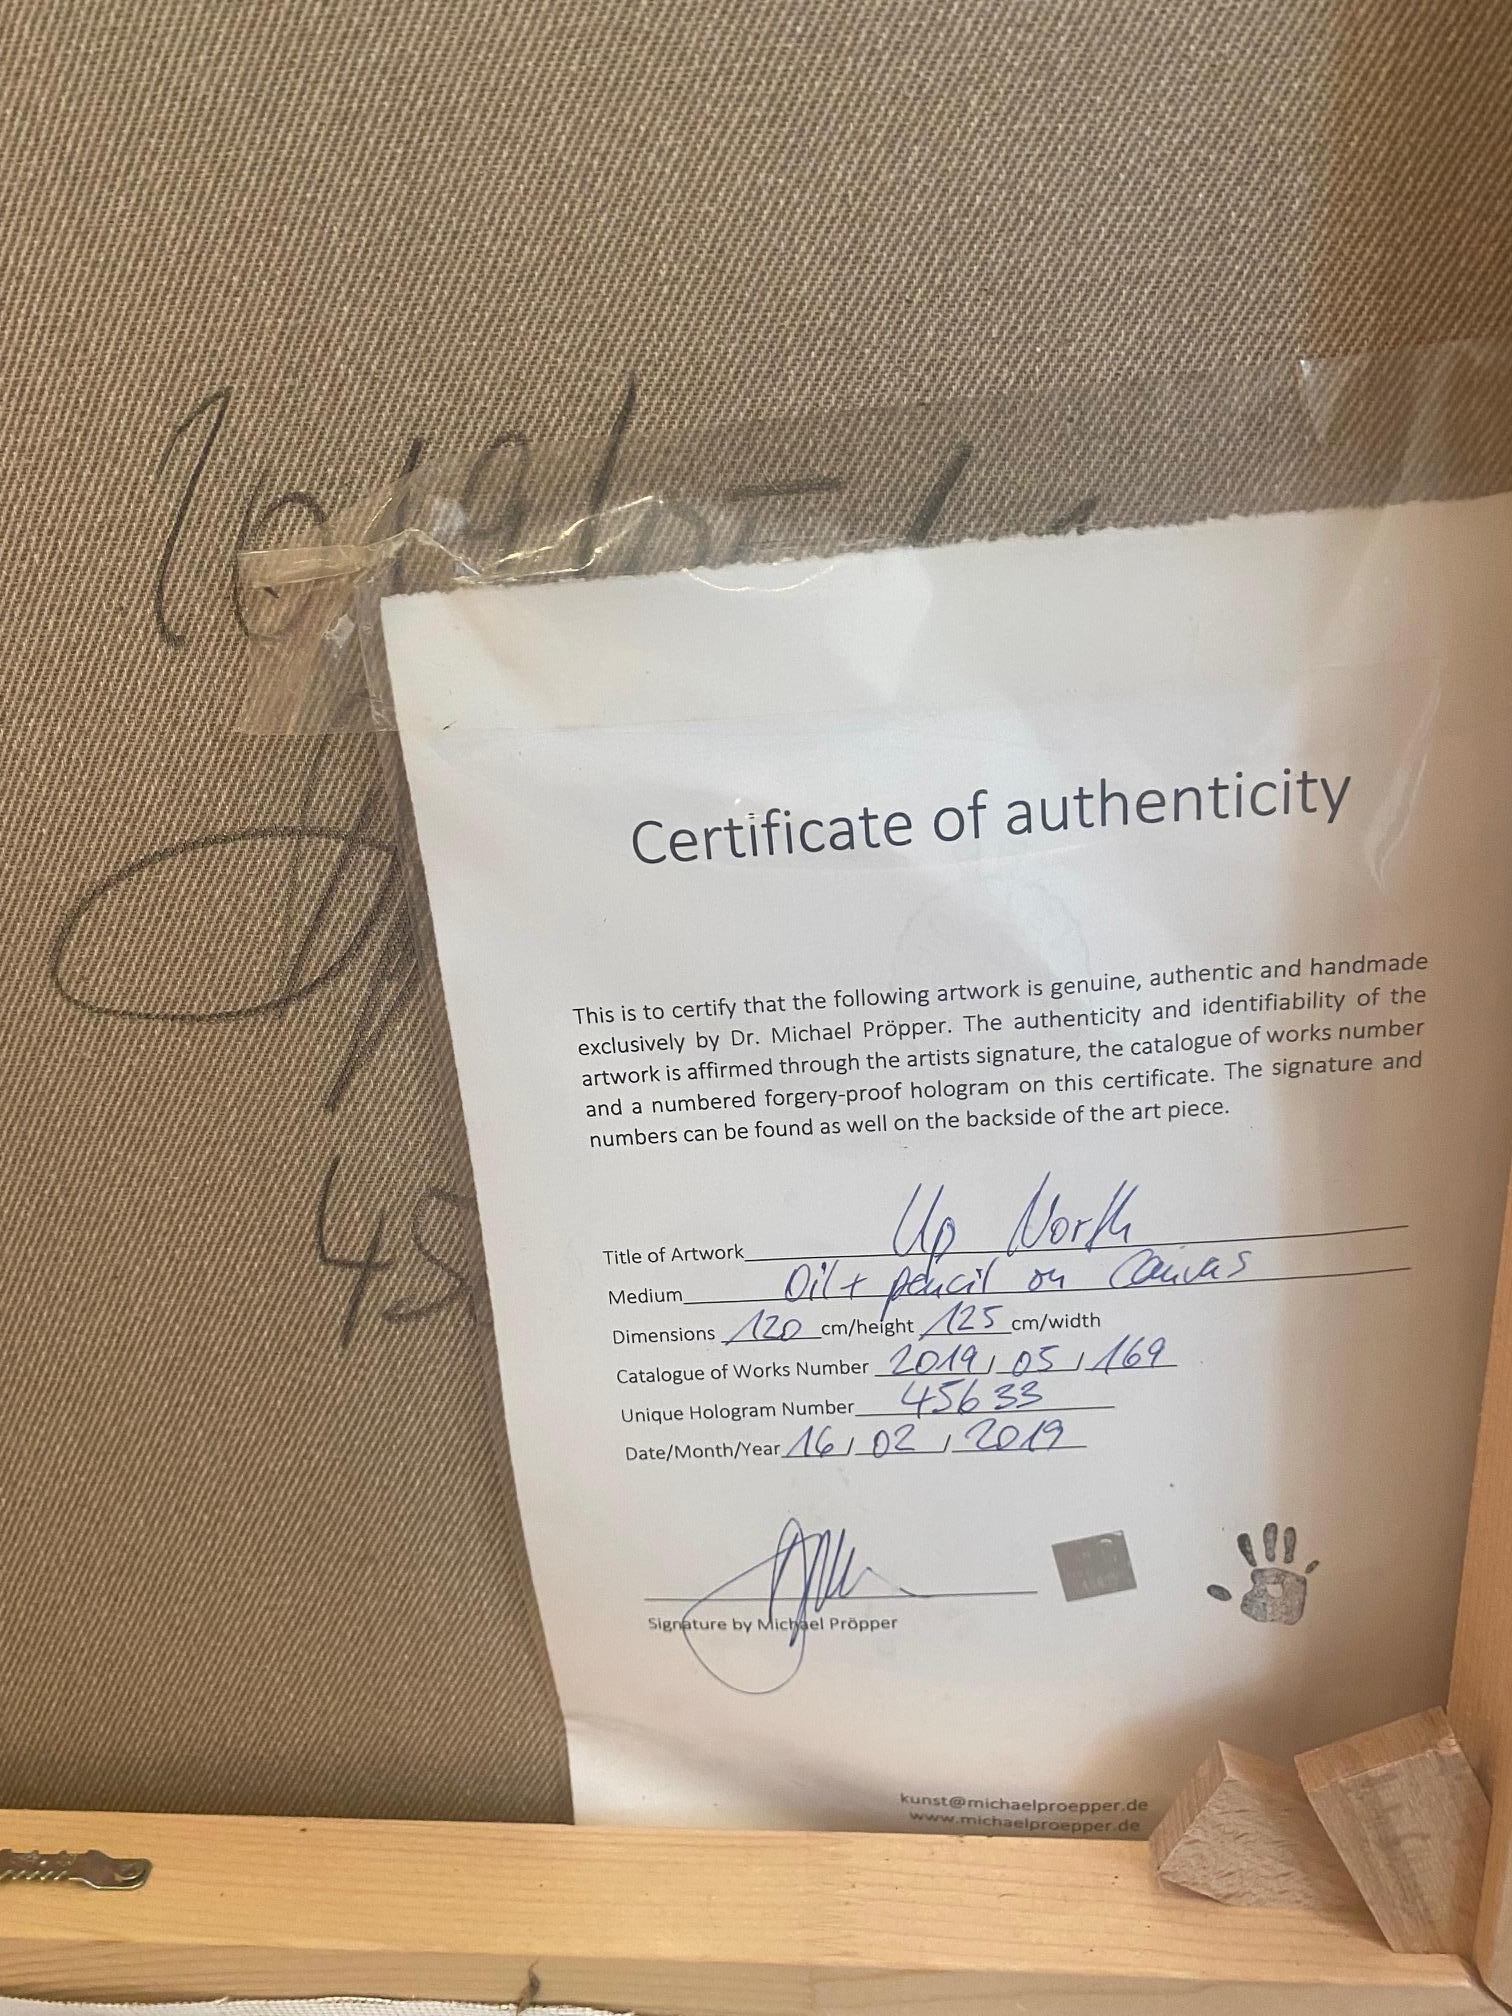 2019/05
Certificate of authenticity
This is to certify that the following artwork is genuine, authentic and handmade
exclusively by Dr. Michael Pröpper. The authenticity and identifiability of the
artwork is affirmed through the artists signature, the catalogue of works number
and a numbered forgery-proof hologram on this certificate. The signature and
numbers can be found as well on the backside of the art piece.
Title of Artwork Up North
Medium Oil + pencil on Canvas
Dimensions 120 cm/height 125 cm/width
Catalogue of Works Number 2019 / 05 / 169
45
Unique Hologram Number 45633
Date/Month/Year 16 / 02 / 2019
Signature by Michael Pröpper
kunst@michaelproepper.de
www.michaelproepper.de